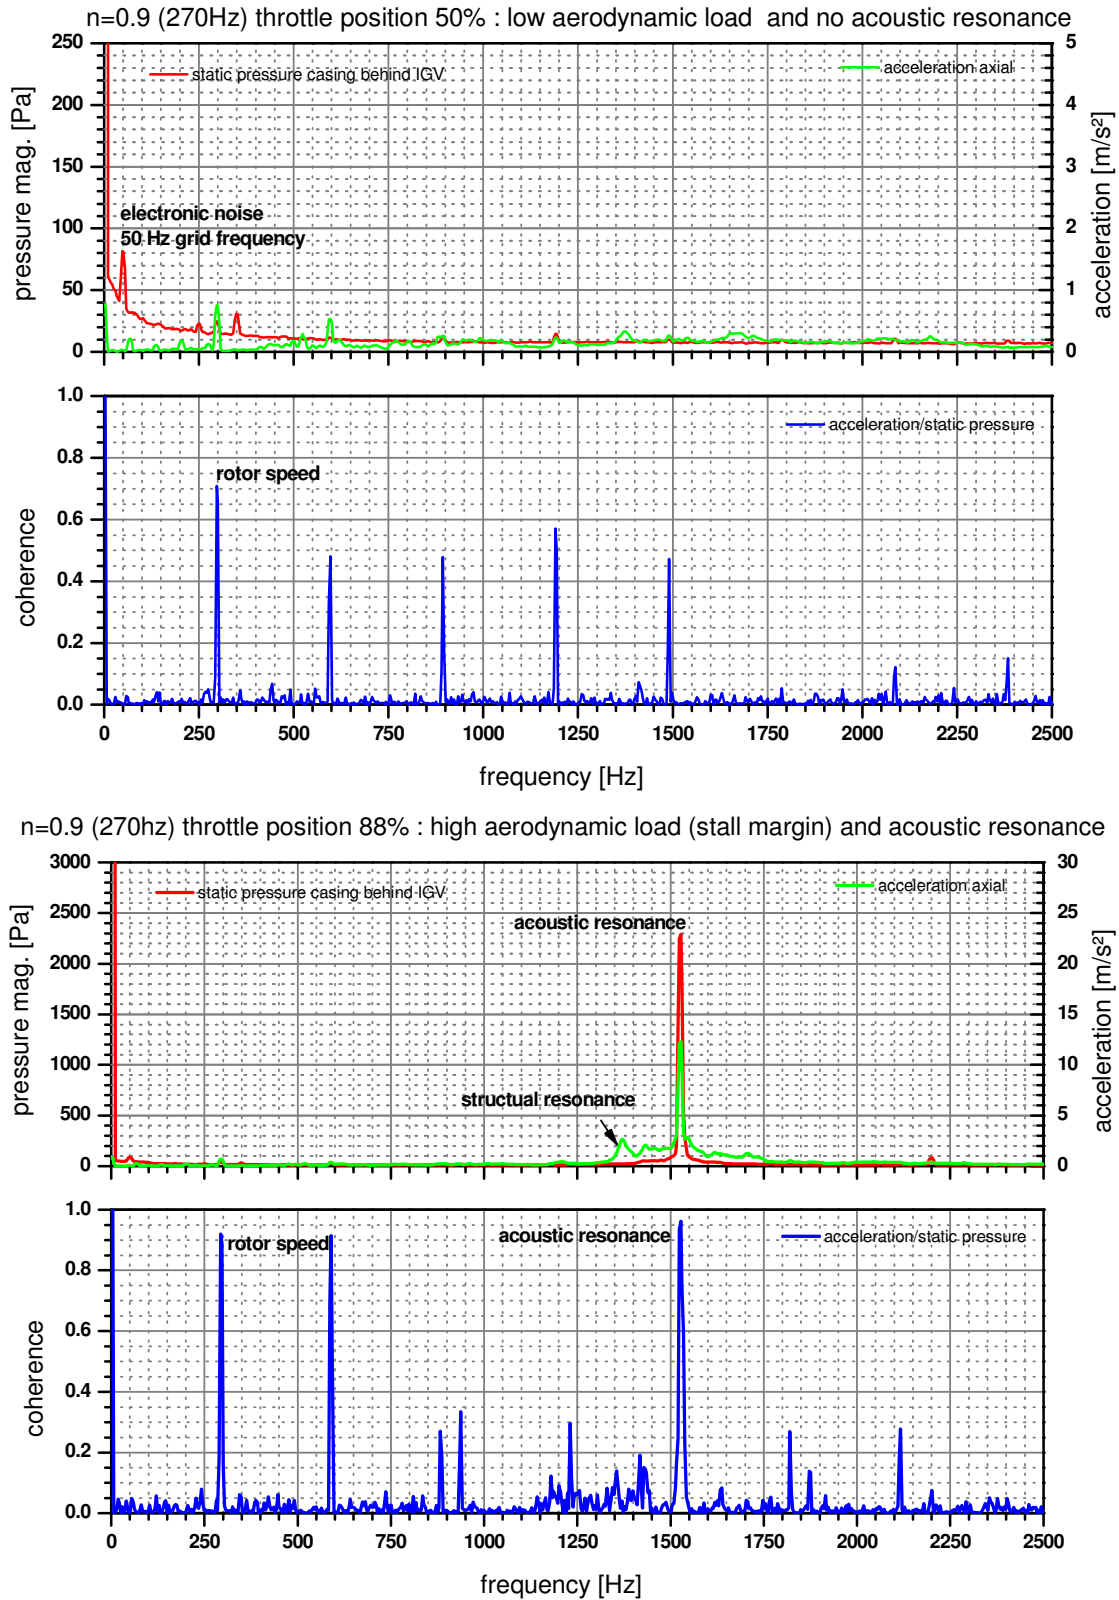 n=0.9 (270Hz) throttle position 50% : low aerodynamic load  and no acoustic resonance
250
200
150
100
50
0
pressure mag. [Pa]
static pressure casing behind IGV
acceleration axial
electronic noise
50 Hz grid frequency
5
4
3
2
1
0
acceleration [m/s²]
1.0
0.8
0.6
0.4
0.2
0.0
coherence
acceleration/static pressure
rotor speed
0 250 500 750 1000 1250 1500 1750 2000 2250 2500
frequency [Hz]
n=0.9 (270hz) throttle position 88% : high aerodynamic load (stall margin) and acoustic resonance
3000
2500
2000
1500
1000
500
0
pressure mag. [Pa]
static pressure casing behind IGV
acceleration axial
acoustic resonance
structual resonance
30
25
20
15
10
5
0
acceleration [m/s²]
1.0
0.8
0.6
0.4
0.2
0.0
coherence
rotor speed
acoustic resonance
acceleration/static pressure
0 250 500 750 1000 1250 1500 1750 2000 2250 2500
frequency [Hz]